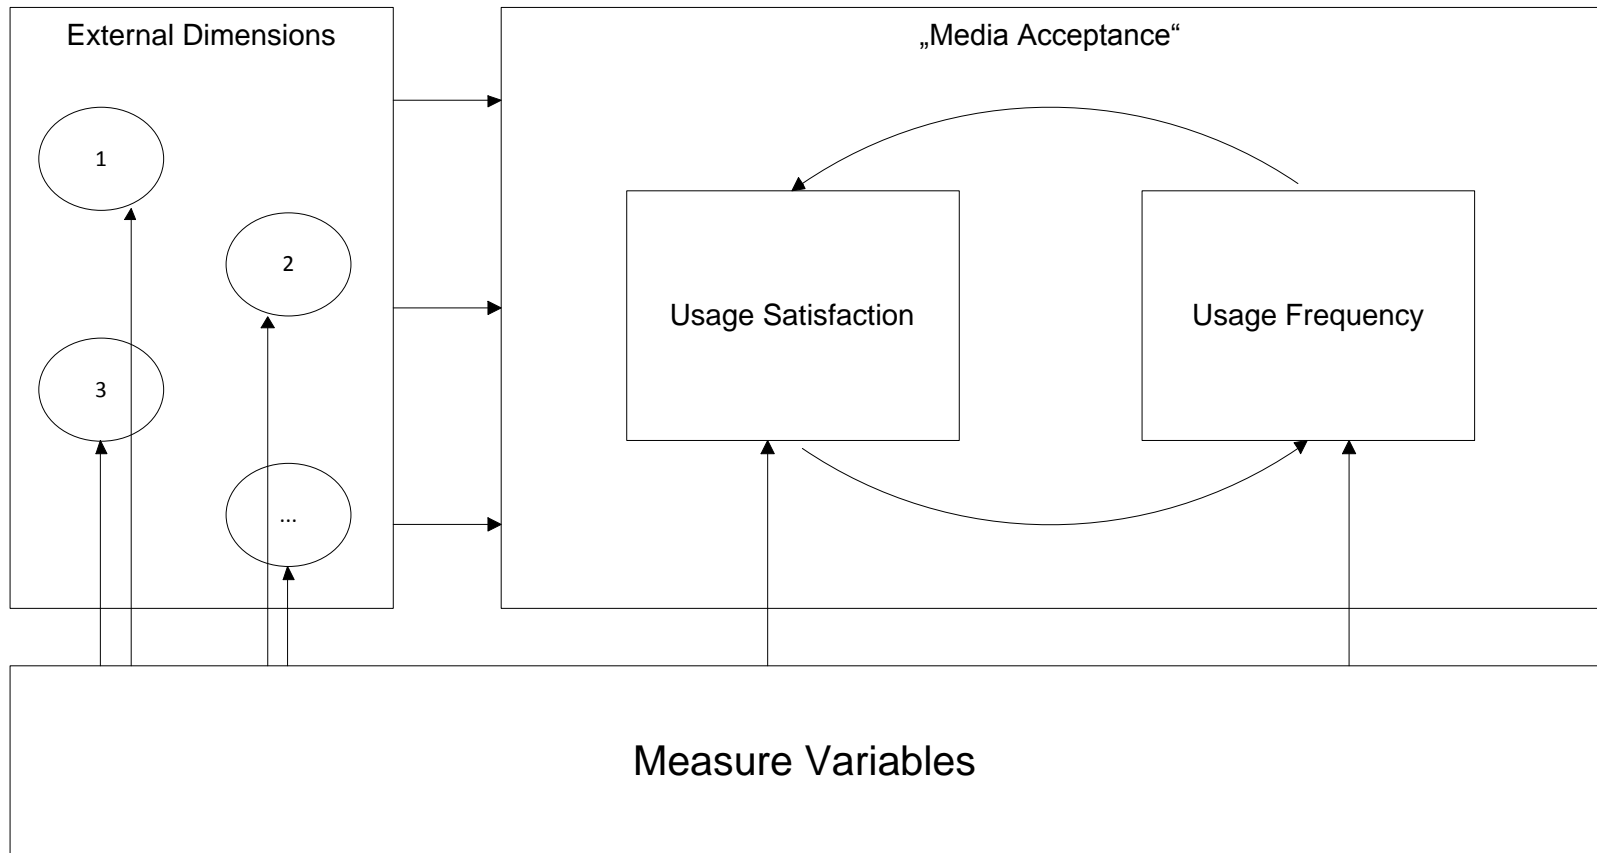 External Dimensions
„Media Acceptance“
1
2
3
...
Usage Satisfaction
Usage Frequency
Measure Variables